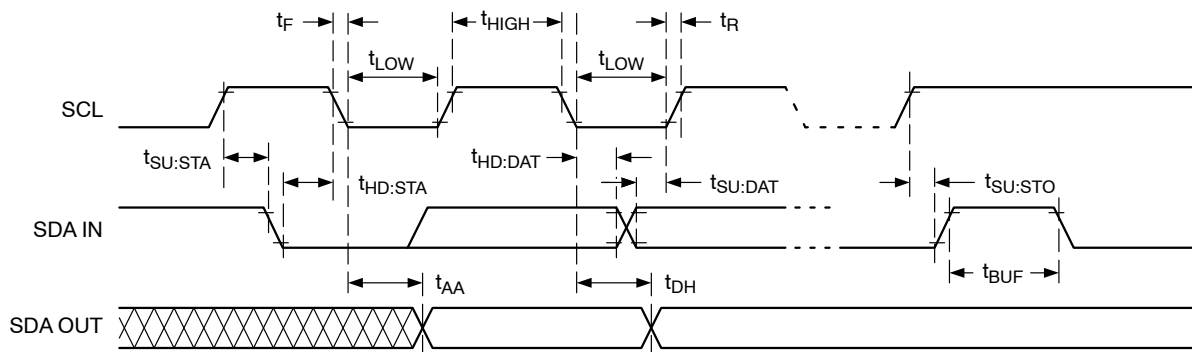 tF
tHIGH
tR
tLOW
tLOW
SCL
tSU:STA
tHD:STA
tHD:DAT
tSU:DAT
tSU:STO
SDA IN
tBUF
tAA
tDH
SDA OUT